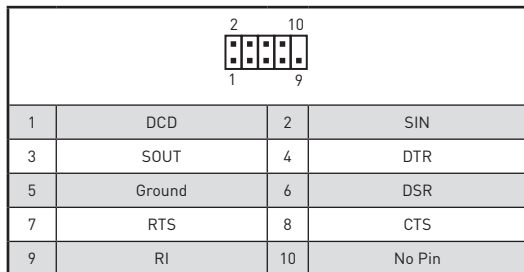 2 10
1 9
1 DCD 2 SIN
3 SOUT 4 DTR
5 Ground 6 DSR
7 RTS 8 CTS
9 RI 10 No Pin